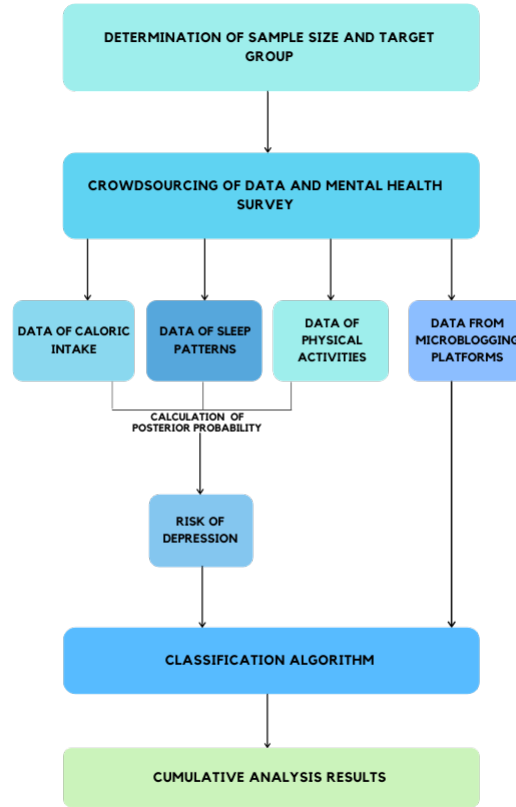 DETERMINATION OF SAMPLE SIZE AND TARGET
GROUP
CROWDSOURCING OF DATA AND MENTAL HEALTH
SURVEY
DATA OF CALORIC
INTAKE
DATA OF SLEEP
PATTERNS
DATA OF
PHYSICAL
ACTIVITIES
DATA FROM
MICROBLOGGING
PLATFORMS
CALCULATION OF
POSTERIOR PROBABILITY
RISK OF
DEPRESSION
CLASSIFICATION ALGORITHM
CUMULATIVE ANALYSIS RESULTS